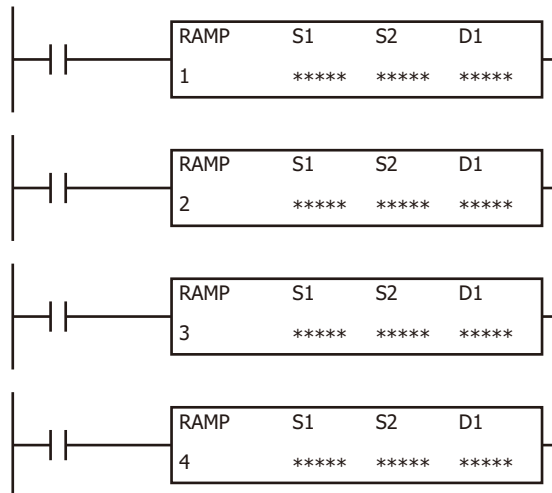 RAMP S1 S2 D1
1 ***** ***** *****
RAMP S1 S2 D1
2 ***** ***** *****
RAMP S1 S2 D1
3 ***** ***** *****
RAMP S1 S2 D1
4 ***** ***** *****